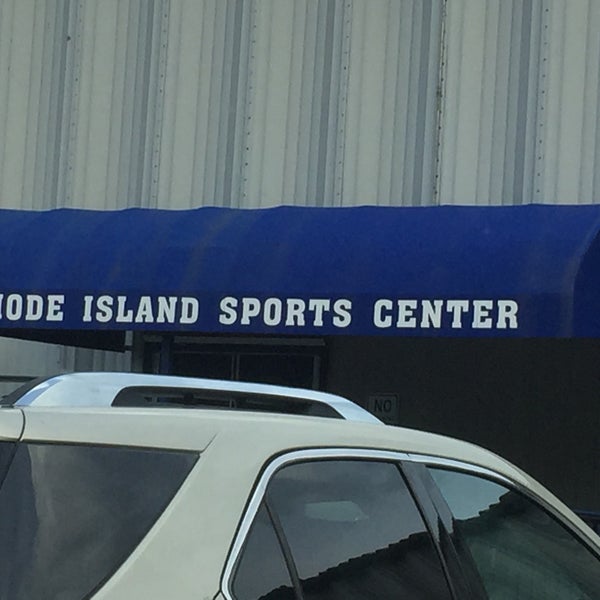 HODE ISLAND SPORTS CENTER
NO